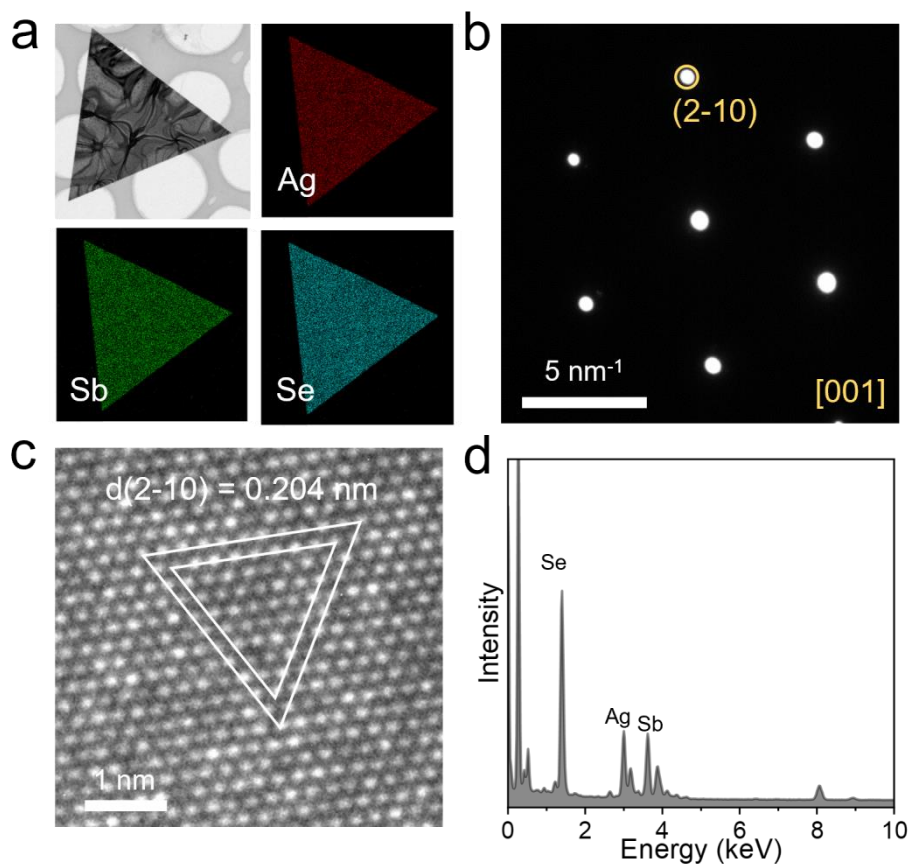 a
Ag
Sb
Se
b
(2-10)
5 nm-1
[001]
c
d(2-10) = 0.204 nm
1 nm
d
Intensity
Se
Ag
Sb
0
2
4
6
8
10
Energy (keV)